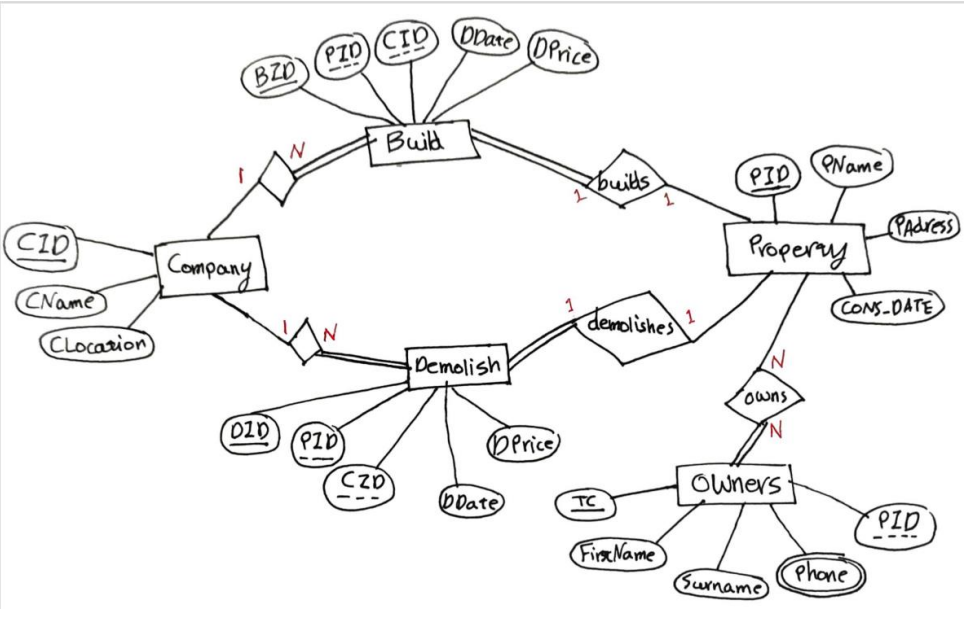 BID
PID
CID
DDate
DPrice
Build
N
1
1
builds
1
PID
PName
PAdress
Property
CONS_DATE
CID
CName
CLocation
Company
1
N
Demolish
1
demolishes
1
DID
PID
CID
DDate
DPrice
N
owns
N
Owners
TC
FirstName
Surname
Phone
PID